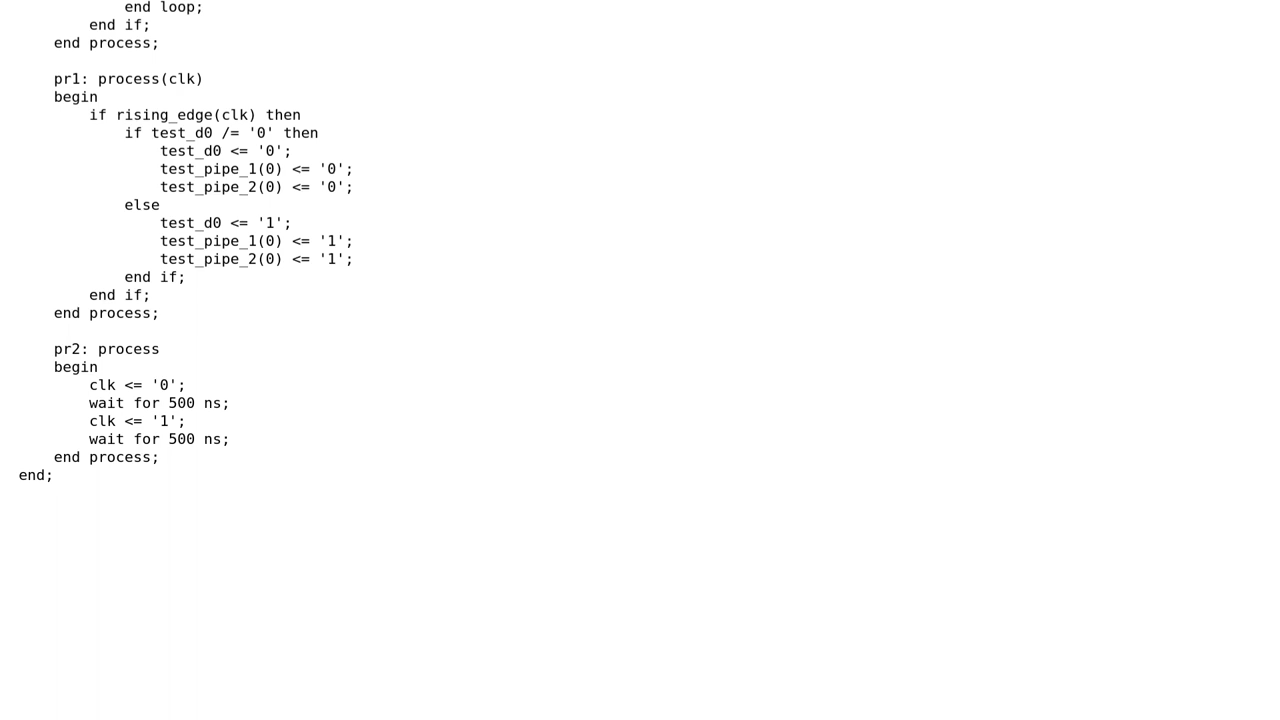 end loop;
end if;
end process;
pr1: process(clk)
begin
if rising_edge(clk) then
if test_d0 /= '0' then
test_d0 <= '0';
test_pipe_1(0) <= '0';
test_pipe_2(0) <= '0';
else
test_d0 <= '1';
test_pipe_1(0) <= '1';
test_pipe_2(0) <= '1';
end if;
end if;
end process;
pr2: process
begin
clk <= '0';
wait for 500 ns;
clk <= '1';
wait for 500 ns;
end process;
end;